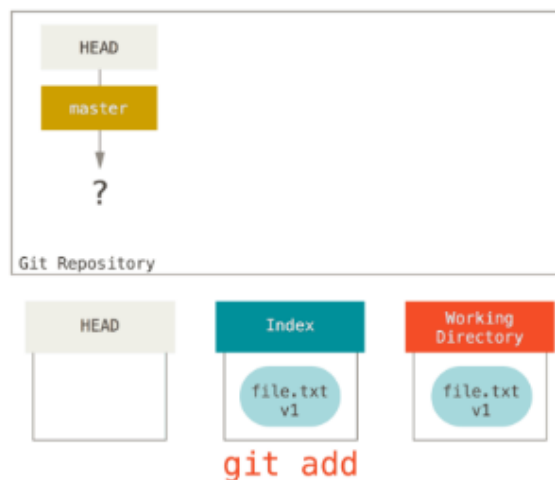 HEAD
master
?
Git Repository
HEAD
Index
Working
Directory
file.txt
v1
file.txt
v1
git add